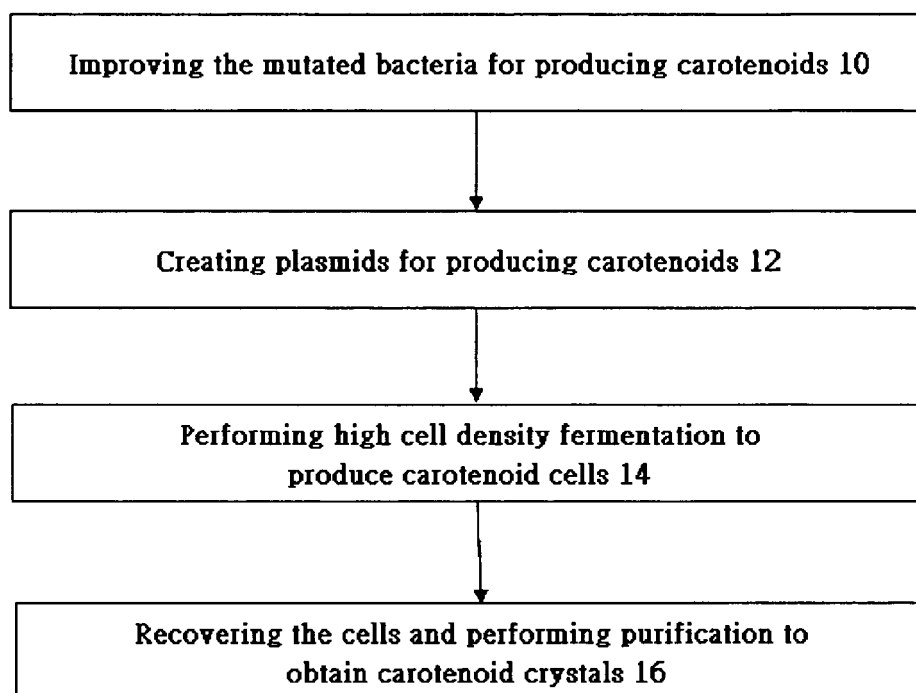 Improving the mutated bacteria for producing carotenoids 10
Creating plasmids for producing carotenoids 12
Performing high cell density fermentation to
produce carotenoid cells 14
Recovering the cells and performing purification to
obtain carotenoid crystals 16